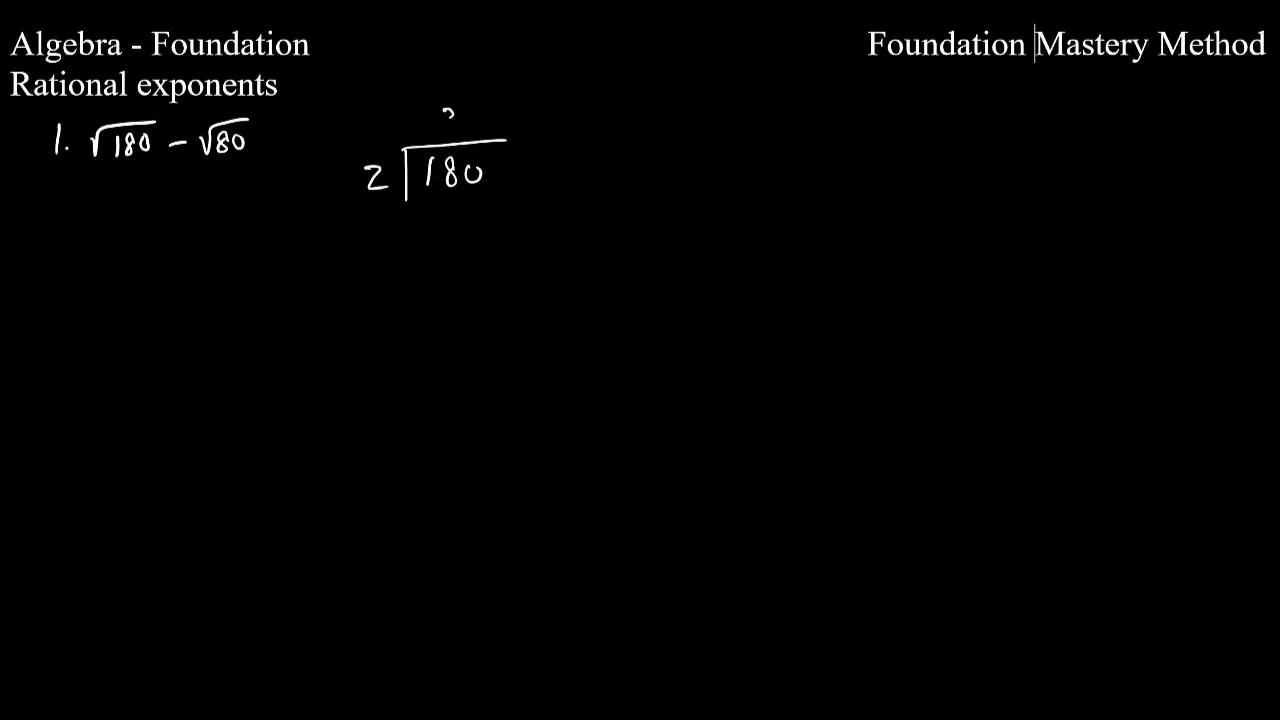 Algebra - Foundation
Foundation Mastery Method
Rational exponents
1. √180 - √80
2 180